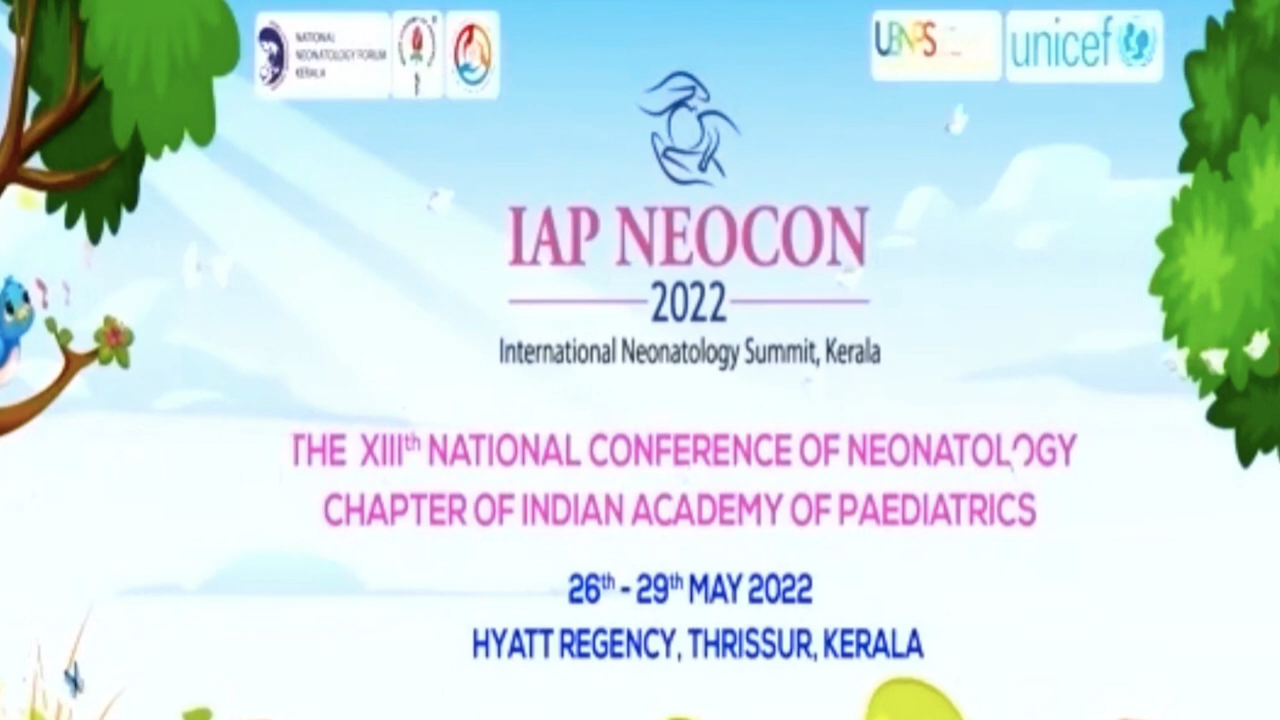 NATIONAL
NEONATOLOGY FORUM
KERALA
unicef
IAP NEOCON
2022
International Neonatology Summit, Kerala
THE XIIIth NATIONAL CONFERENCE OF NEONATOLOGY
CHAPTER OF INDIAN ACADEMY OF PAEDIATRICS
26th - 29th MAY 2022
HYATT REGENCY, THRISSUR, KERALA